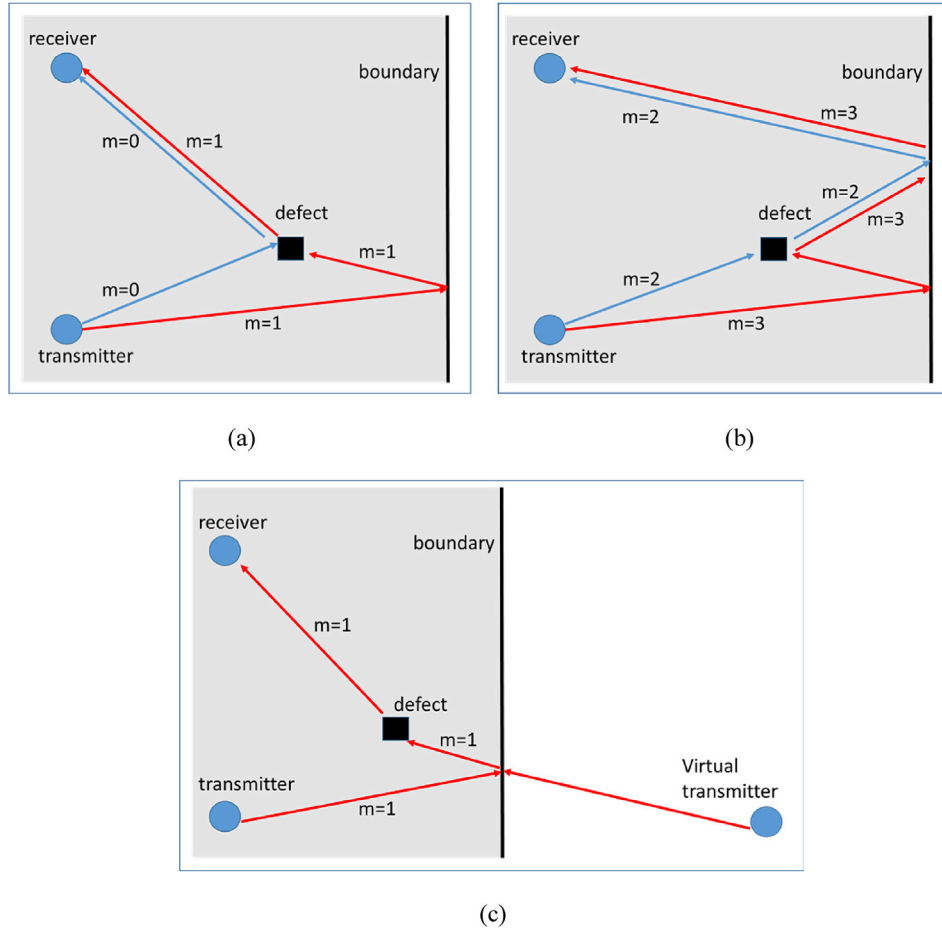 receiver
boundary
m=0
m=1
defect
m=1
m=0
m=1
transmitter
(a)
receiver
boundary
m=3
m=2
m=2
defect
m=3
m=2
m=3
transmitter
(b)
receiver
boundary
m=1
defect
m=1
transmitter
m=1
Virtual
transmitter
(c)